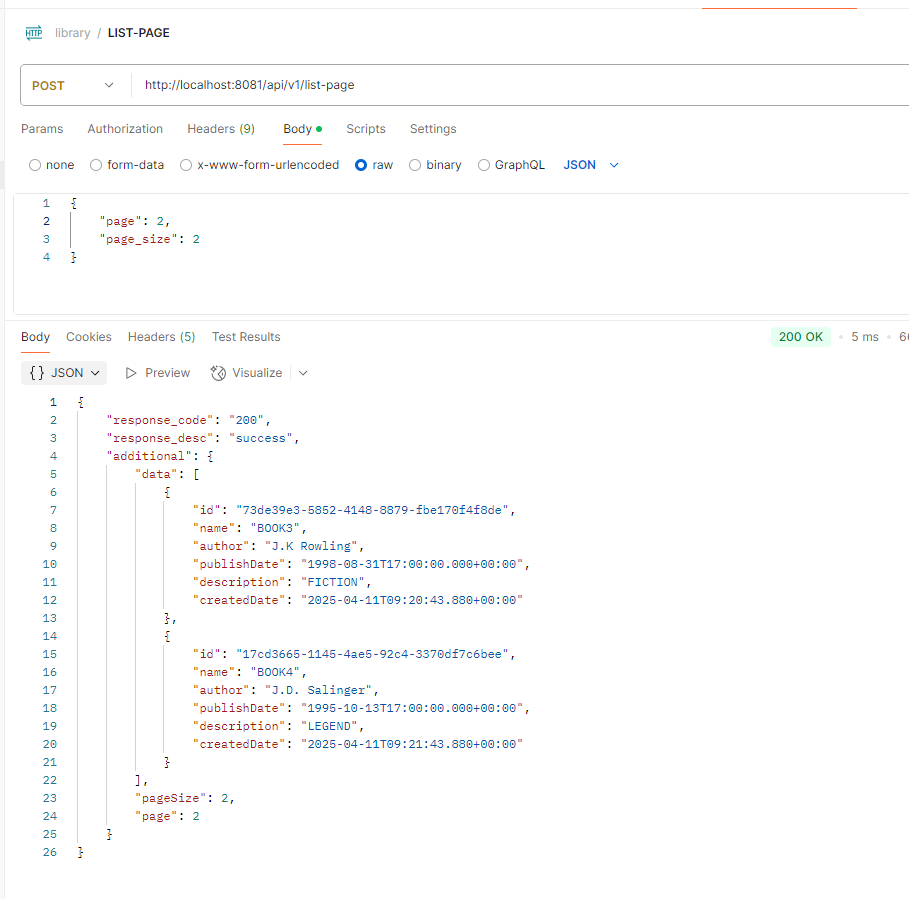 HTTP library / LIST-PAGE
POST http://localhost:8081/api/v1/list-page
Params Authorization Headers (9) Body Scripts Settings
none form-data x-www-form-urlencoded raw binary GraphQL JSON
1 {
2 "page": 2,
3 "page_size": 2
4 }
Body Cookies Headers (5) Test Results 200 OK 5 ms
{} JSON Preview Visualize
1 {
2 "response_code": "200",
3 "response_desc": "success",
4 "additional": {
5 "data": [
6 {
7 "id": "73de39e3-5852-4148-8879-fbe170f4f8de",
8 "name": "BOOK3",
9 "author": "J.K Rowling",
10 "publishDate": "1998-08-31T17:00:00.000+00:00",
11 "description": "FICTION",
12 "createdDate": "2025-04-11T09:20:43.880+00:00"
13 },
14 {
15 "id": "17cd3665-1145-4ae5-92c4-3370df7c6bee",
16 "name": "BOOK4",
17 "author": "J.D. Salinger",
18 "publishDate": "1995-10-13T17:00:00.000+00:00",
19 "description": "LEGEND",
20 "createdDate": "2025-04-11T09:21:43.880+00:00"
21 }
22 ],
23 "pageSize": 2,
24 "page": 2
25 }
26 }